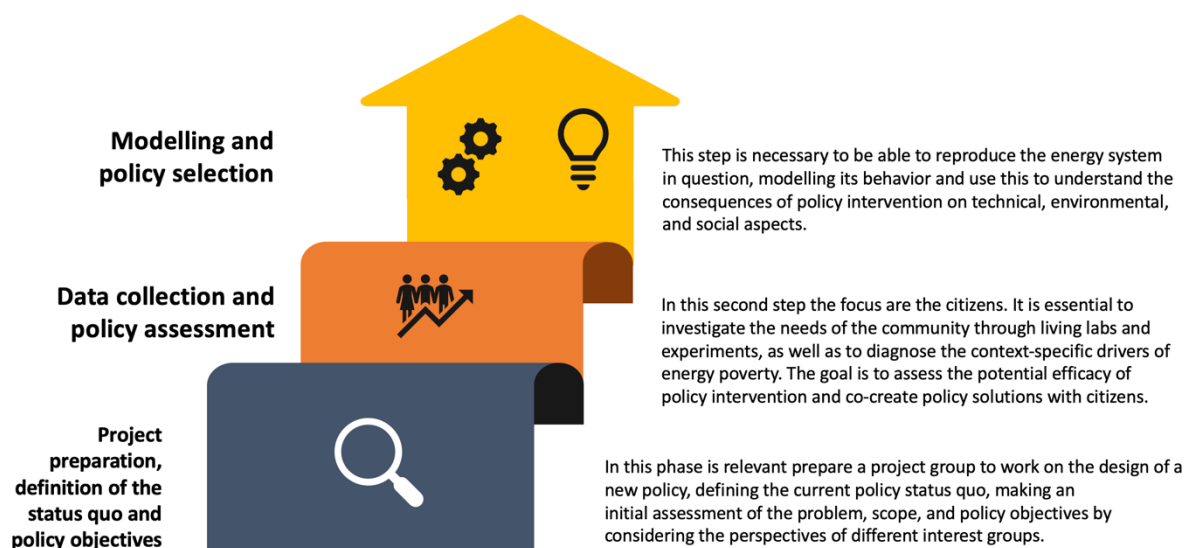 Modelling and
policy selection
This step is necessary to be able to reproduce the energy system
in question, modelling its behavior and use this to understand the
consequences of policy intervention on technical, environmental,
and social aspects.
Data collection and
policy assessment
In this second step the focus are the citizens. It is essential to
investigate the needs of the community through living labs and
experiments, as well as to diagnose the context-specific drivers of
energy poverty. The goal is to assess the potential efficacy of
policy intervention and co-create policy solutions with citizens.
Project
preparation,
definition of the
status quo and
policy objectives
In this phase is relevant prepare a project group to work on the design of a
new policy, defining the current policy status quo, making an
initial assessment of the problem, scope, and policy objectives by
considering the perspectives of different interest groups.